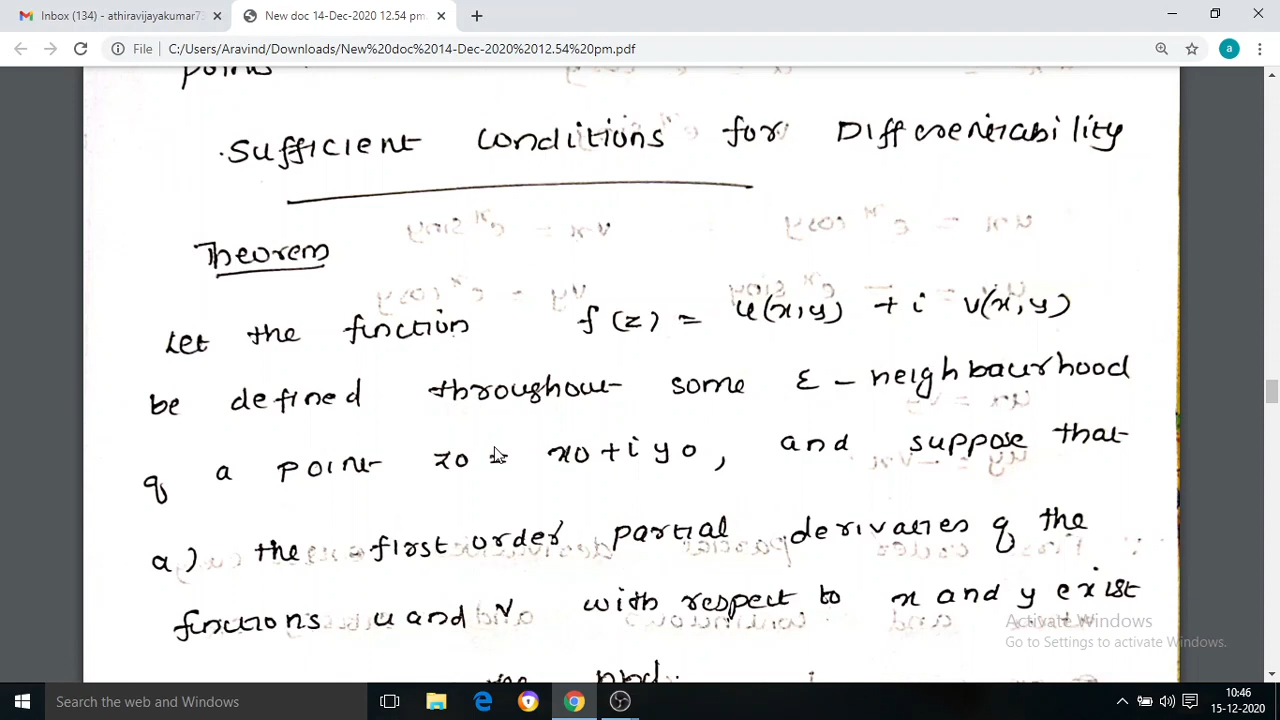 Inbox (134) - athiravijayakumar7
New doc 14-Dec-2020 12.54 pm.
File C:/Users/Aravind/Downloads/New%20doc%2014-Dec-2020%2012.54%20pm.pdf
a
points
Sufficient Conditions for Differentiability
Theorem
Let the function f(z) = u(x,y) + i v(x,y)
be defined throughout some ε - neighbourhood
of a point z0 = x0 + i y0, and suppose that
a) the first order partial derivatives of the
functions u and v with respect to x and y exist
nbd.
Activate Windows
Go to Settings to activate Windows.
Search the web and Windows
10:46
15-12-2020